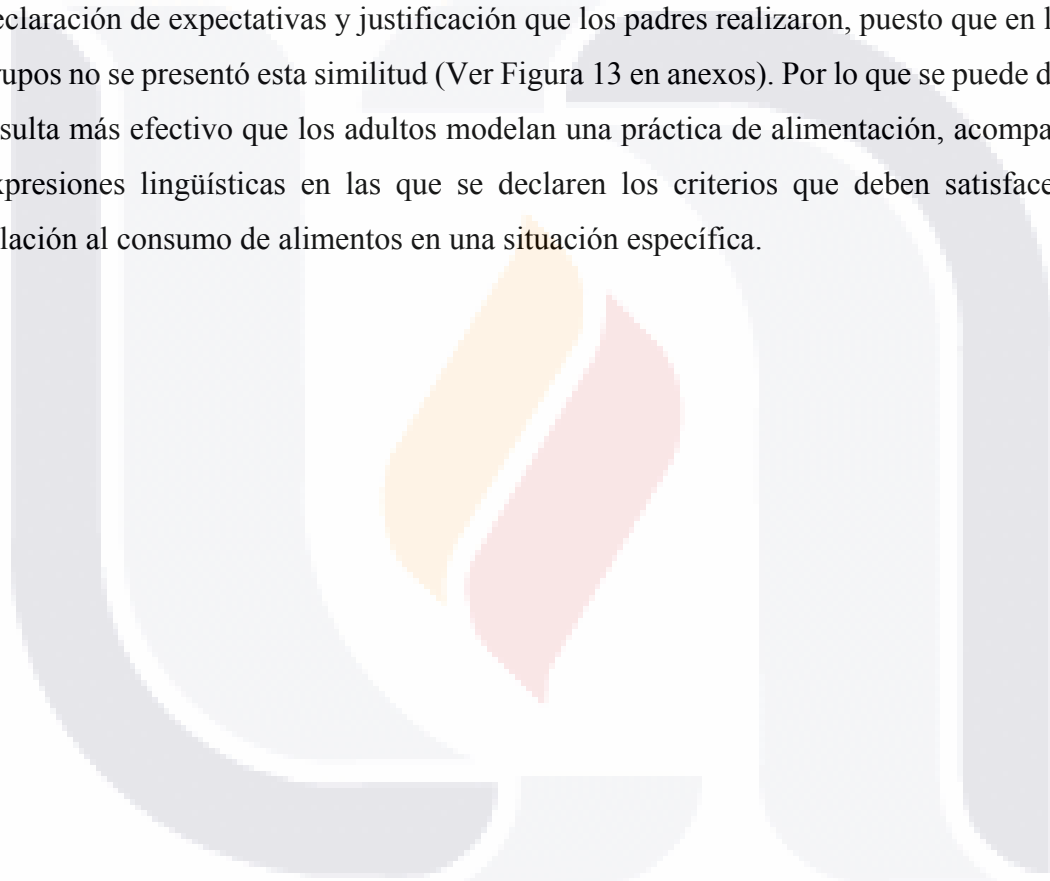 eclaración de expectativas y justificación que los padres realizaron, puesto que en l
rupos no se presentó esta similitud (Ver Figura 13 en anexos). Por lo que se puede d
sulta más efectivo que los adultos modelan una práctica de alimentación, acompa
xpresiones lingüísticas en las que se declaren los criterios que deben satisface
lación al consumo de alimentos en una situación específica.